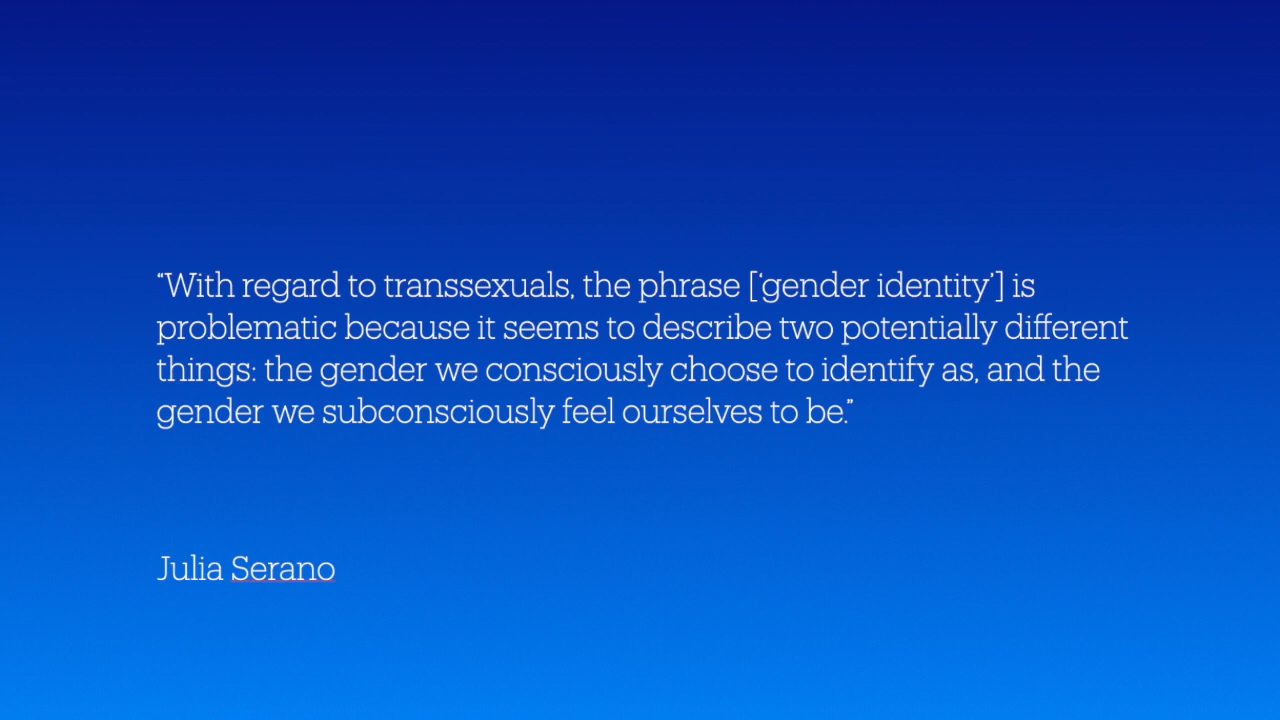 “With regard to transsexuals, the phrase [‘gender identity’] is
problematic because it seems to describe two potentially different
things: the gender we consciously choose to identify as, and the
gender we subconsciously feel ourselves to be.”
Julia Serano